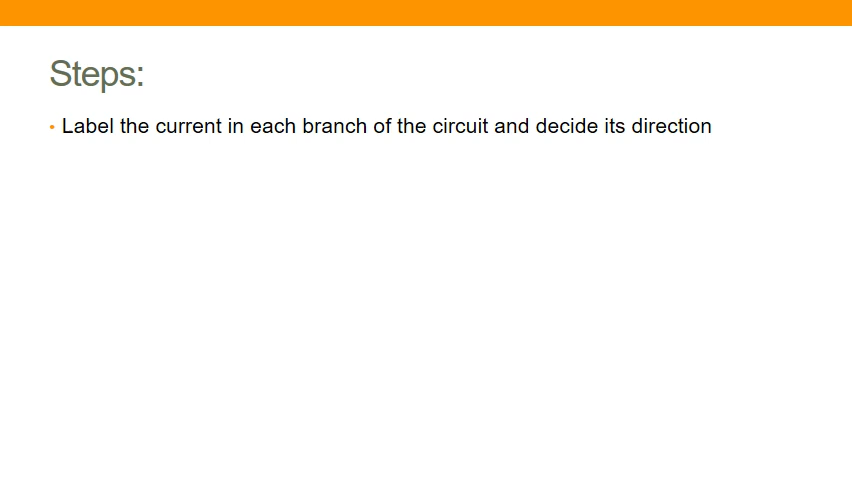 Steps:
• Label the current in each branch of the circuit and decide its direction